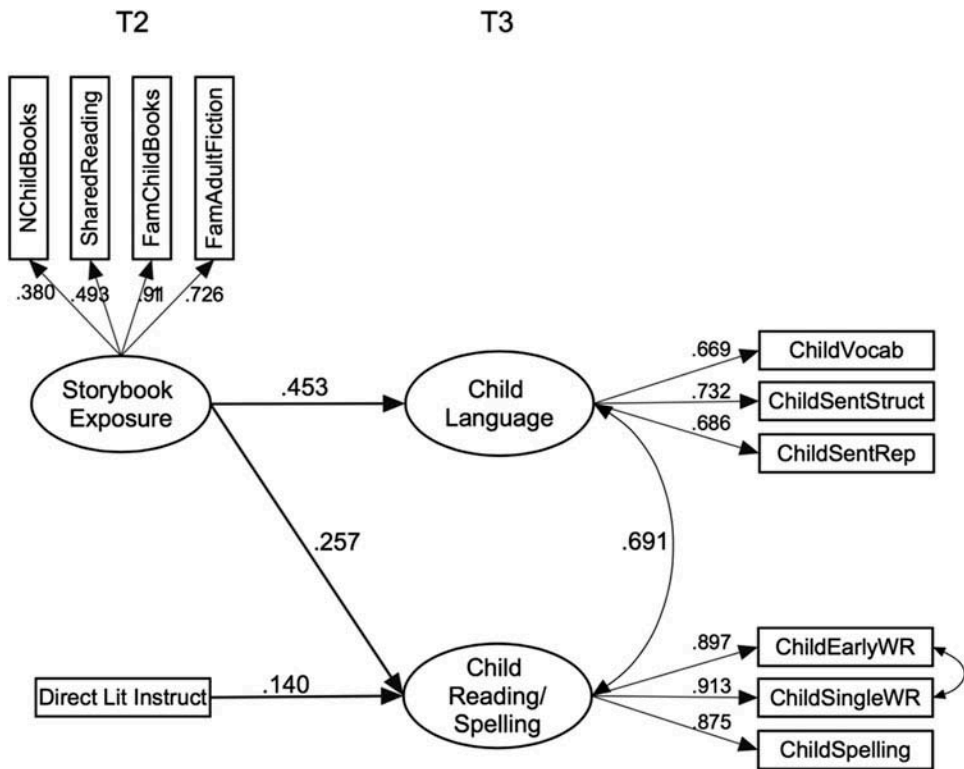 T2
T3
NChildBooks
SharedReading
FamChildBooks
FamAdultFiction
.380
.493
.911
.726
Storybook
Exposure
.453
Child
Language
.669
.732
.686
ChildVocab
ChildSentStruct
ChildSentRep
.257
.691
Direct Lit Instruct
.140
Child
Reading/
Spelling
.897
.913
.875
ChildEarlyWR
ChildSingleWR
ChildSpelling